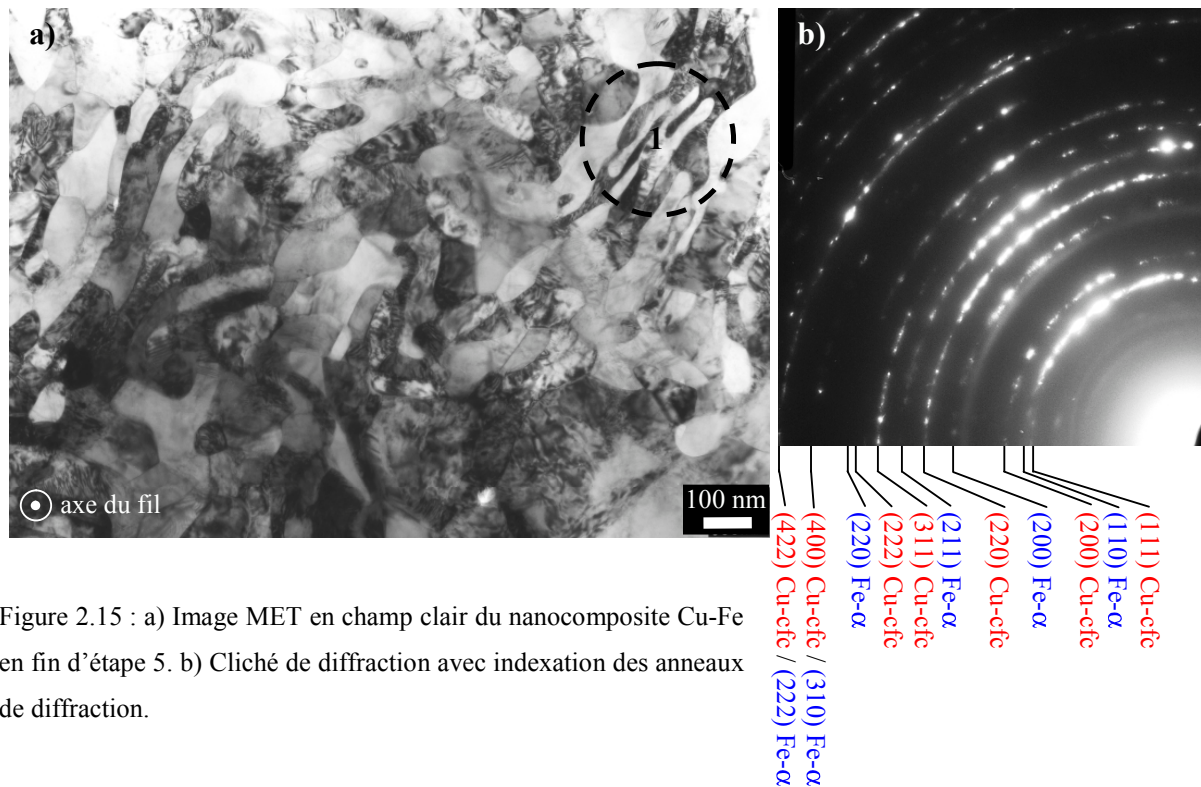 a)
1
axe du fil
100 nm
b)
(422) Cu-cfc / (222) Fe-α
(400) Cu-cfc / (310) Fe-α
(220) Fe-α
(222) Cu-cfc
(311) Cu-cfc
(211) Fe-α
(220) Cu-cfc
(200) Fe-α
(200) Cu-cfc
(110) Fe-α
(111) Cu-cfc
Figure 2.15 : a) Image MET en champ clair du nanocomposite Cu-Fe
en fin d’étape 5. b) Cliché de diffraction avec indexation des anneaux
de diffraction.